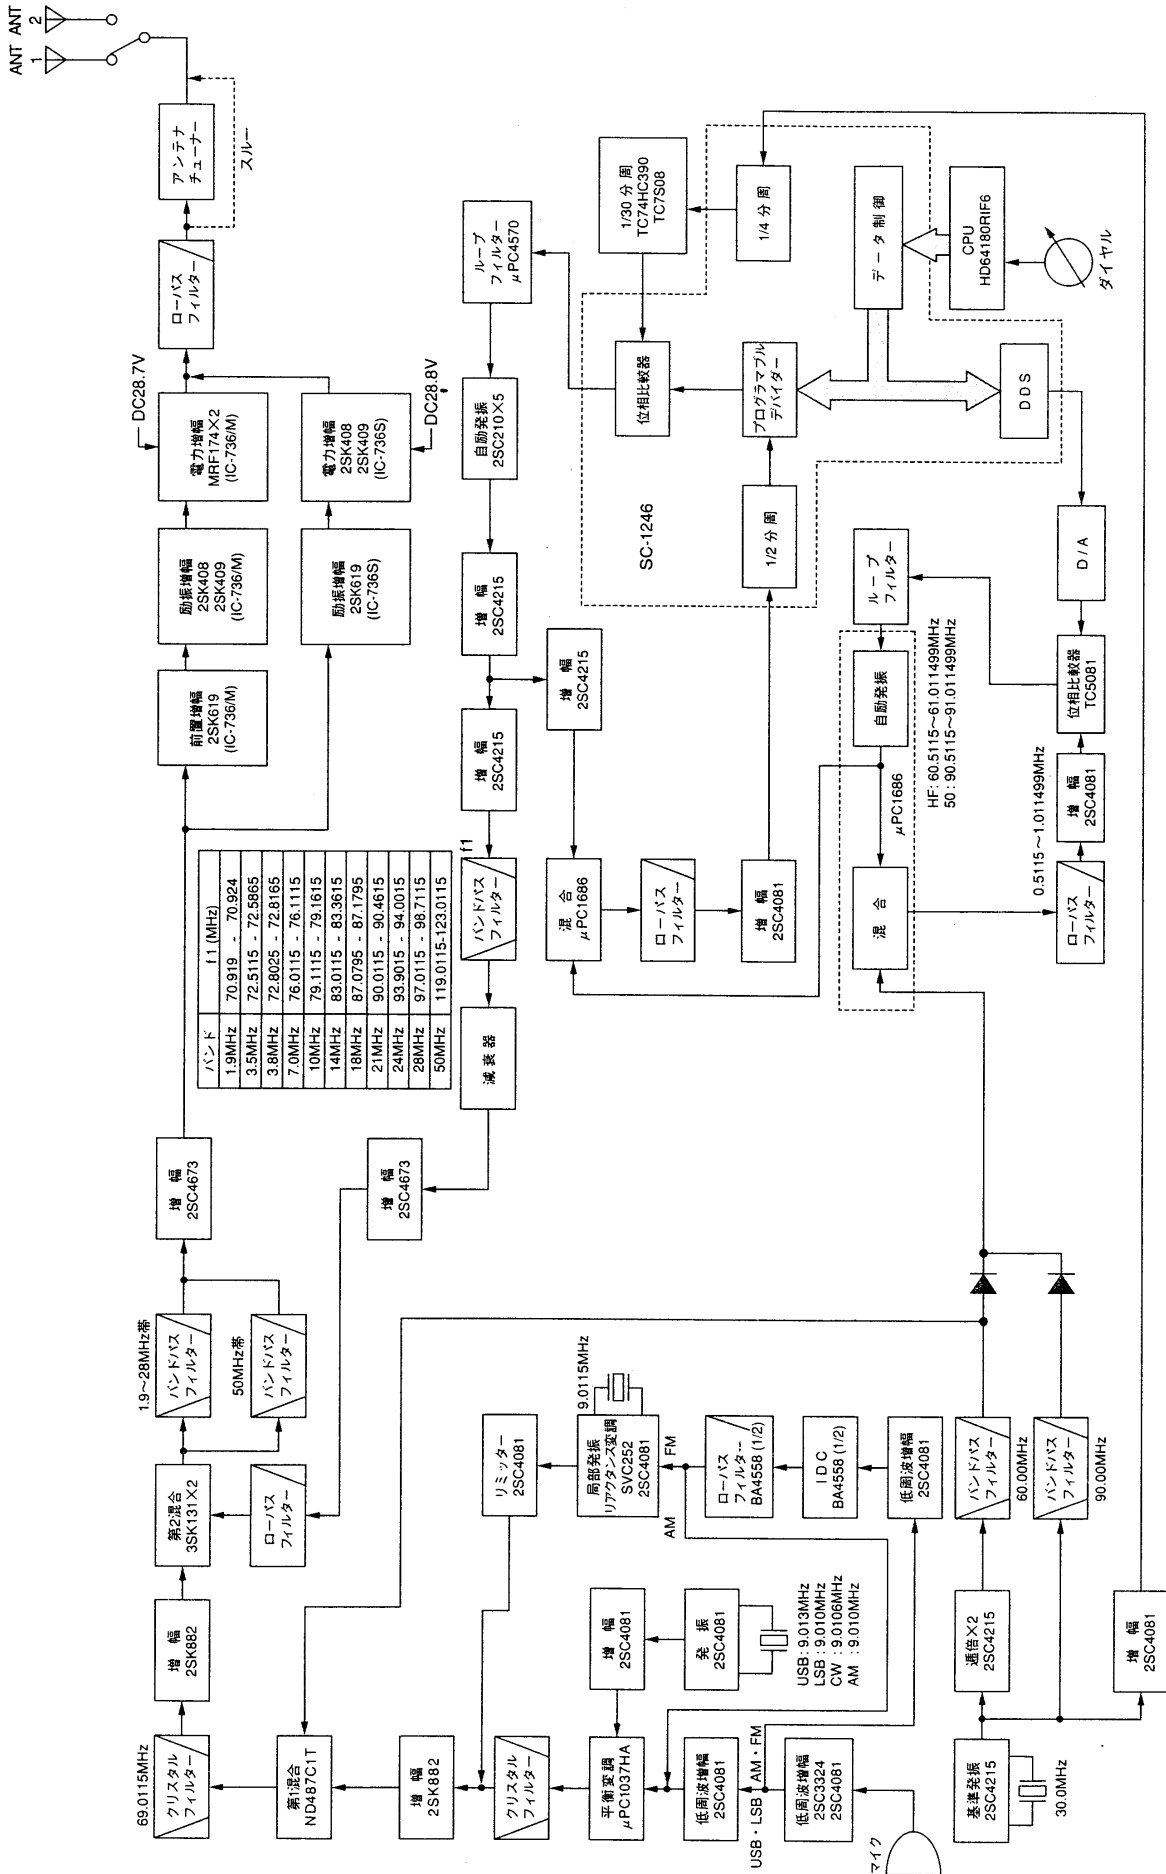 69.0115MHz
クリスタル
フィルター
増 幅
2SK882
第2混合
3SK131×2
1.9～28MHz帯
バンドパス
フィルター
50MHz帯
バンドパス
フィルター
ローパス
フィルター
増 幅
2SC4673
前置増幅
2SK619
(IC-736/M)
励振増幅
2SK408
2SK409
(IC-736/M)
電力増幅
MRF174×2
(IC-736/M)
DC28.7V
励振増幅
2SK619
(IC-736S)
電力増幅
2SK408
2SK409
(IC-736S)
DC28.8V
ローパス
フィルター
アンテナ
チューナー
スルー
ANT
1
ANT
2
バンド f1 (MHz)
1.9MHz 70.919 - 70.924
3.5MHz 72.5115 - 72.5865
3.8MHz 72.8025 - 72.8165
7.0MHz 76.0115 - 76.1115
10MHz 79.1115 - 79.1615
14MHz 83.0115 - 83.3615
18MHz 87.0795 - 87.1795
21MHz 90.0115 - 90.4615
24MHz 93.9015 - 94.0015
28MHz 97.0115 - 98.7115
50MHz 119.0115-123.0115
第1混合
ND487C1T
増 幅
2SK882
クリスタル
フィルター
平衡変調
μPC1037HA
低周波増幅
2SC4081
USB・LSB
AM・FM
低周波増幅
2SC3324
2SC4081
マイク
増 幅
2SC4081
発 振
2SC4081
USB : 9.013MHz
LSB : 9.010MHz
CW : 9.0106MHz
AM : 9.010MHz
リミッター
2SC4081
9.0115MHz
局部発振
リアクタンス変調
SVC252
2SC4081
AM
FM
ローパス
フィルター
BA4558 (1/2)
IDC
BA4558 (1/2)
低周波増幅
2SC4081
増 幅
2SC4673
減衰器
バンドパス
フィルター
f1
増 幅
2SC4215
増 幅
2SC4215
増 幅
2SC4215
自励発振
2SC210×5
ループ
フィルター
μPC4570
混 合
μPC1686
ローパス
フィルター
増 幅
2SC4081
SC-1246
1/2分周
プログラマブル
デバイダー
位相比較器
1/30分周
TC74HC390
TC7S08
1/4分周
データ制御
CPU
HD64180RIF6
ダイヤル
DDS
D/A
位相比較器
TC5081
増 幅
2SC4081
ローパス
フィルター
0.5115～1.011499MHz
ループ
フィルター
自励発振
混 合
μPC1686
HF: 60.5115～61.011499MHz
50 : 90.5115～91.011499MHz
基準発振
2SC4215
30.0MHz
逓倍×2
2SC4215
バンドパス
フィルター
60.00MHz
バンドパス
フィルター
90.00MHz
増 幅
2SC4081